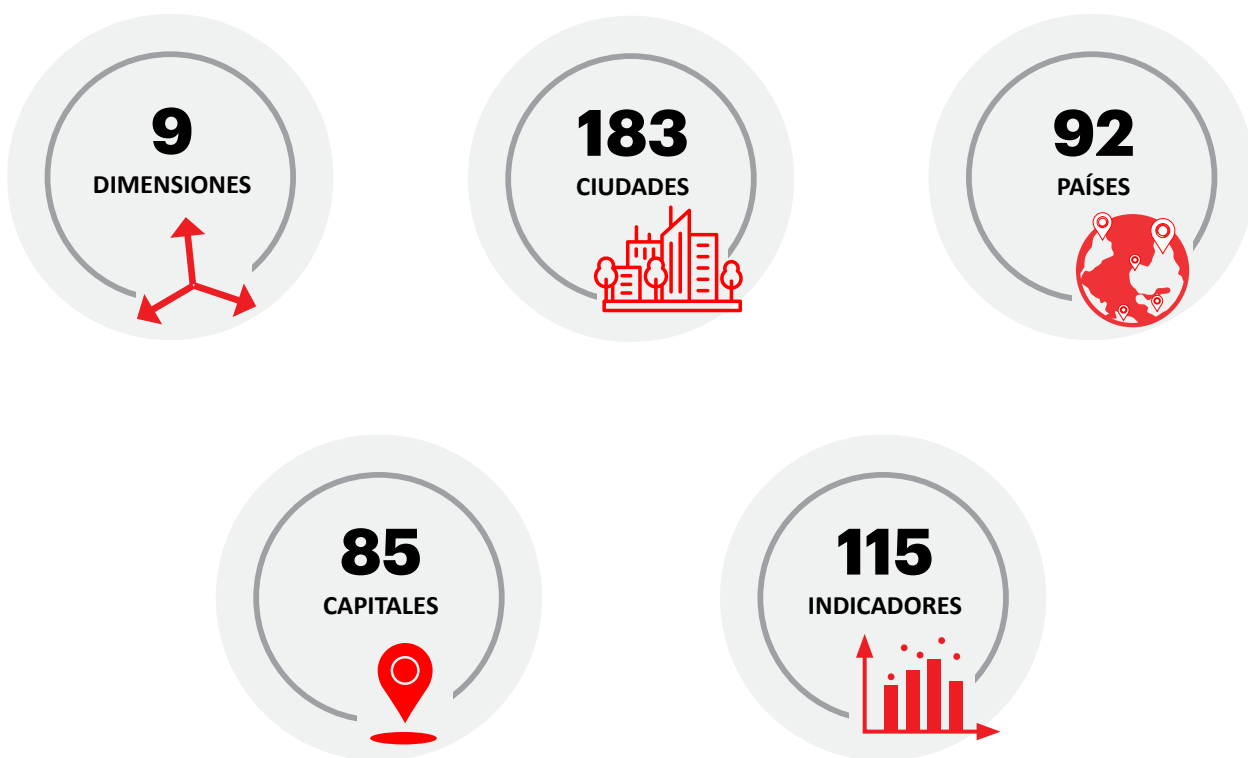 9
DIMENSIONES
183
CIUDADES
92
PAÍSES
85
CAPITALES
115
INDICADORES